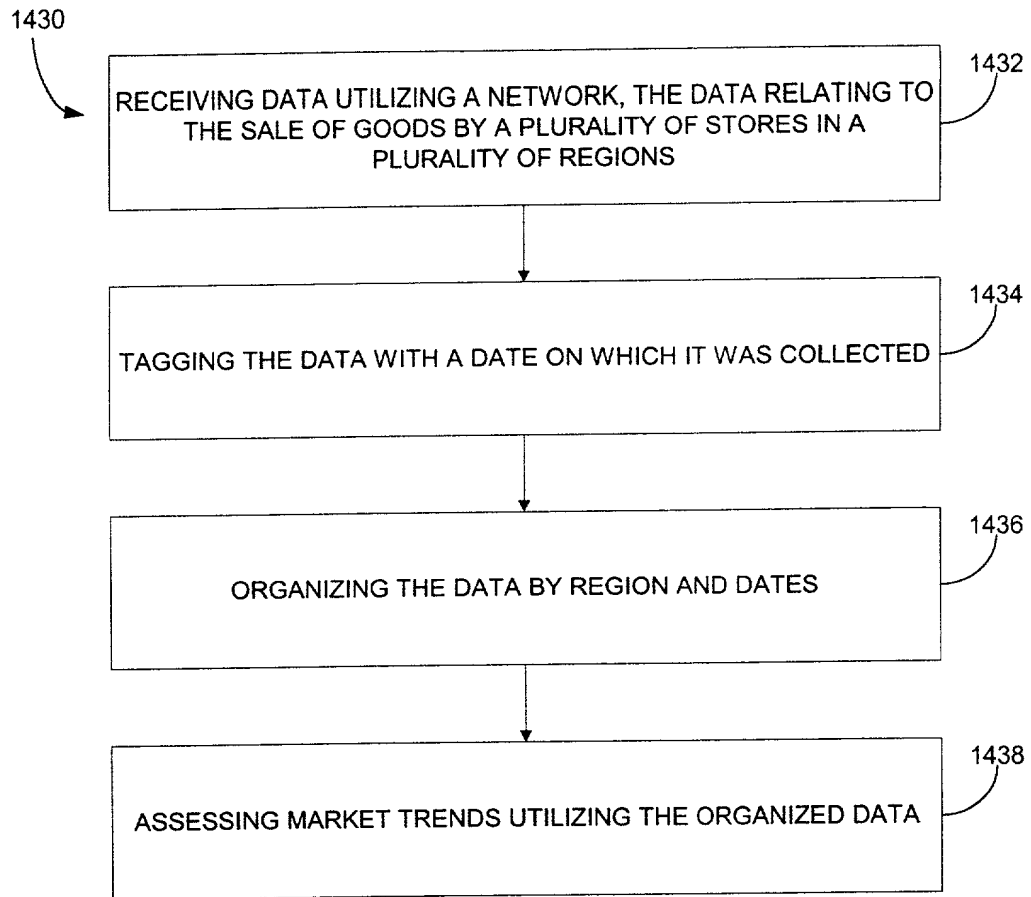 1430
1432
RECEIVING DATA UTILIZING A NETWORK, THE DATA RELATING TO
THE SALE OF GOODS BY A PLURALITY OF STORES IN A
PLURALITY OF REGIONS
1434
TAGGING THE DATA WITH A DATE ON WHICH IT WAS COLLECTED
1436
ORGANIZING THE DATA BY REGION AND DATES
1438
ASSESSING MARKET TRENDS UTILIZING THE ORGANIZED DATA